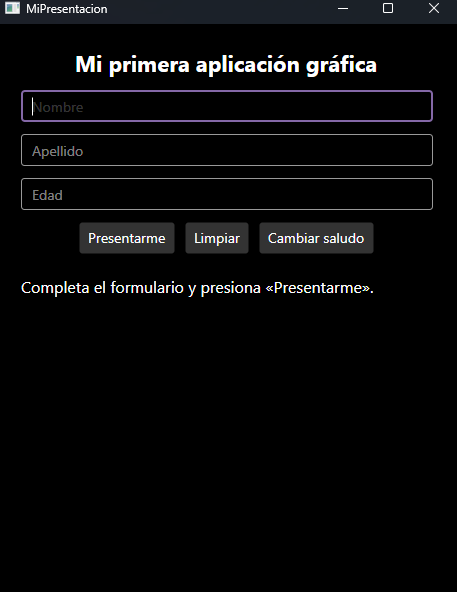 MiPresentacion
Mi primera aplicación gráfica
Nombre
Apellido
Edad
Presentarme Limpiar Cambiar saludo
Completa el formulario y presiona «Presentarme».